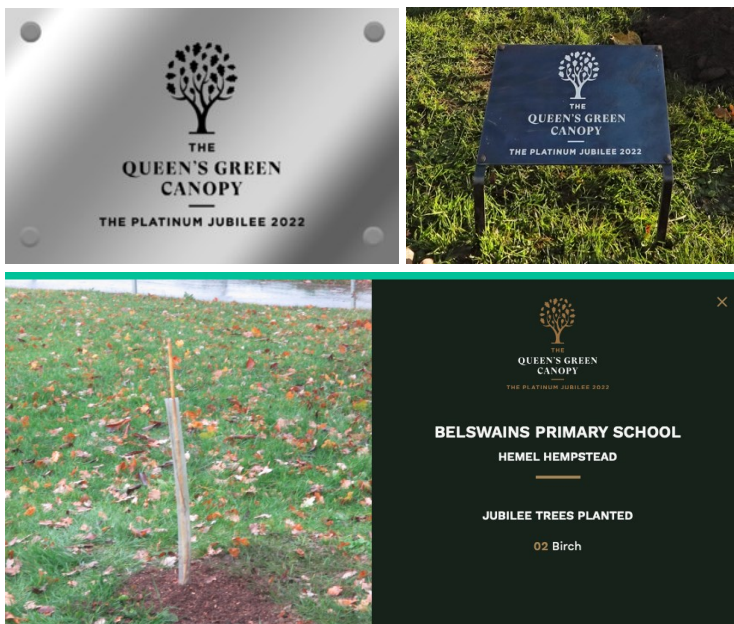 THE
QUEEN'S GREEN
CANOPY
THE PLATINUM JUBILEE 2022
THE
QUEEN'S GREEN
CANOPY
THE PLATINUM JUBILEE 2022
THE
QUEEN'S GREEN
CANOPY
THE PLATINUM JUBILEE 2022
BELSWAINS PRIMARY SCHOOL
HEMEL HEMPSTEAD
JUBILEE TREES PLANTED
02 Birch